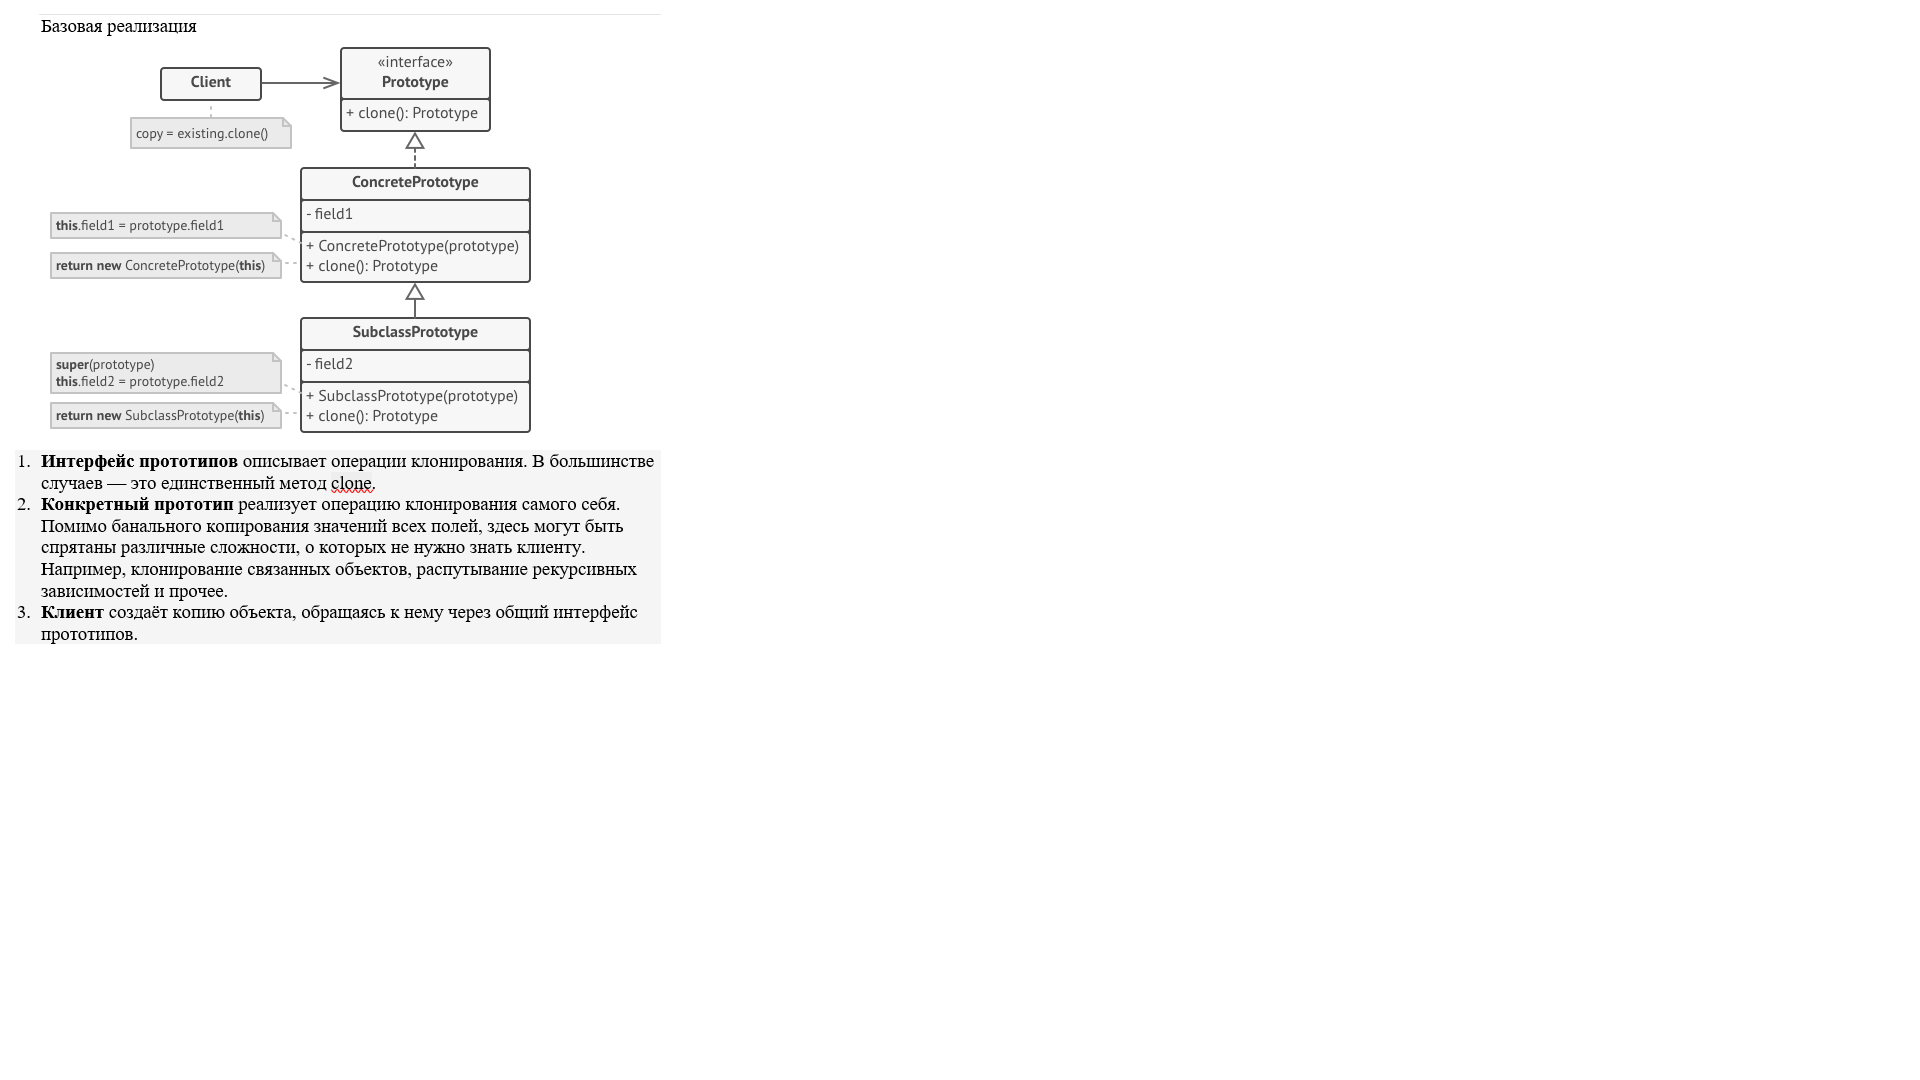 Базовая реализация
«interface»
Client
Prototype
+ clone(): Prototype
copy = existing.clone()
ConcretePrototype
- field1
this.field1 = prototype.field1
+ ConcretePrototype(prototype)
return new ConcretePrototype(this)
+ clone(): Prototype
SubclassPrototype
- field2
super(prototype)
this.field2 = prototype.field2
+ SubclassPrototype(prototype)
return new SubclassPrototype(this)
+ clone(): Prototype
1. Интерфейс прототипов описывает операции клонирования. В большинстве
случаев — это единственный метод clone.
2. Конкретный прототип реализует операцию клонирования самого себя.
Помимо банального копирования значений всех полей, здесь могут быть
спрятаны различные сложности, о которых не нужно знать клиенту.
Например, клонирование связанных объектов, распутывание рекурсивных
зависимостей и прочее.
3. Клиент создаёт копию объекта, обращаясь к нему через общий интерфейс
прототипов.